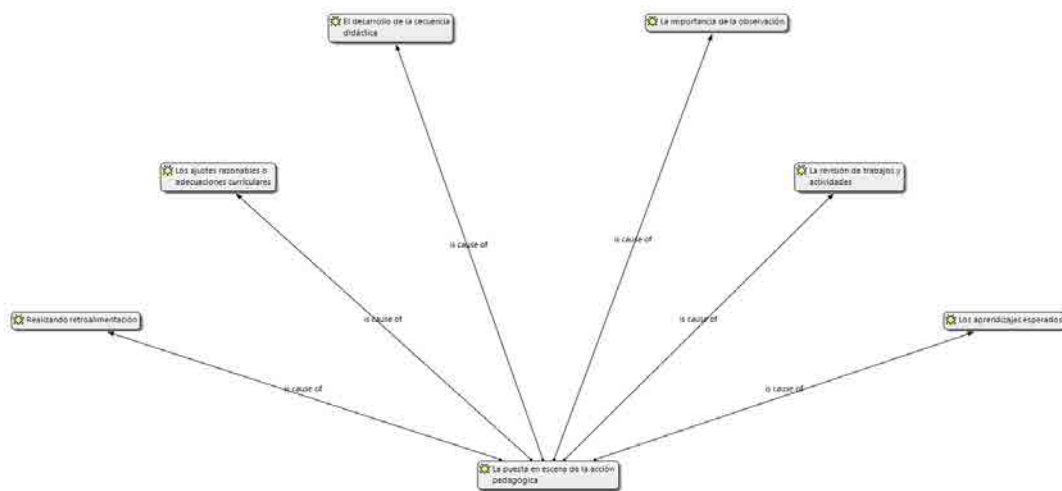 El desarrollo de la secuencia
didáctica
La importancia de la observación
Los ajustes razonables o
adecuaciones curriculares
La revisión de trabajos y
actividades
is cause of
is cause of
Realizando retroalimentación
Los aprendizajes esperados
is cause of
is cause of
is cause of
is cause of
La puesta en escena de la acción
pedagógica